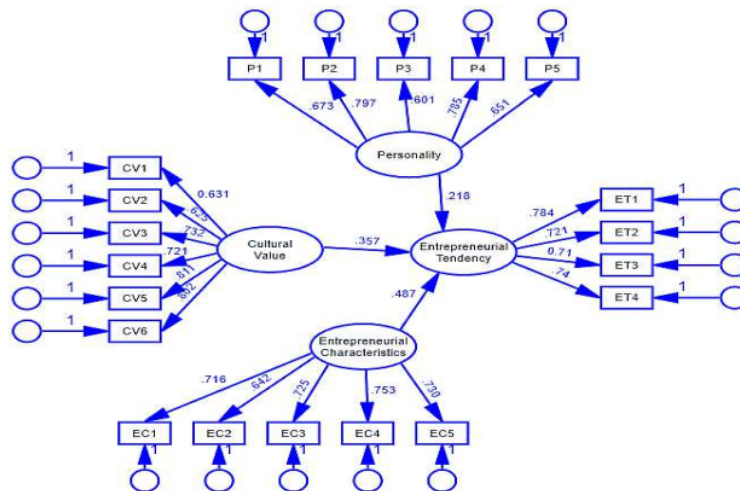 1 1 1 1 1
P1 P2 P3 P4 P5
.673 .797 .601 .785 .651
Personality
.218
1 CV1
1 CV2
1 CV3
1 CV4
1 CV5
1 CV6
0.631
.625
.732
.721
.811
.802
Cultural
Value
.357
Entrepreneurial
Tendency
.784 ET1 1
.721 ET2 1
0.71 ET3 1
.74 ET4 1
.487
Entrepreneurial
Characteristics
.716 .642 .725 .753 .730
EC1 EC2 EC3 EC4 EC5
1 1 1 1 1